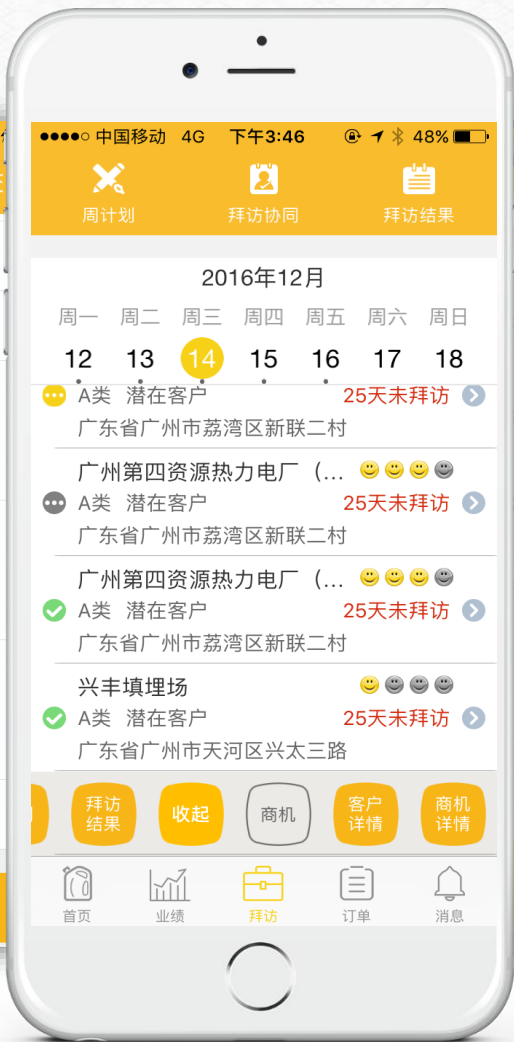 中国移动 4G 下午3:46 48%
周计划 拜访协同 拜访结果
2016年12月
周一 周二 周三 周四 周五 周六 周日
12 13 14 15 16 17 18
A类 潜在客户 25天未拜访
广东省广州市荔湾区新联二村
广州第四资源热力电厂（...
A类 潜在客户 25天未拜访
广东省广州市荔湾区新联二村
广州第四资源热力电厂（...
A类 潜在客户 25天未拜访
广东省广州市荔湾区新联二村
兴丰填埋场
A类 潜在客户 25天未拜访
广东省广州市天河区兴太三路
拜访 客户 商机
结果 收起 商机 详情 详情
首页 业绩 拜访 订单 消息